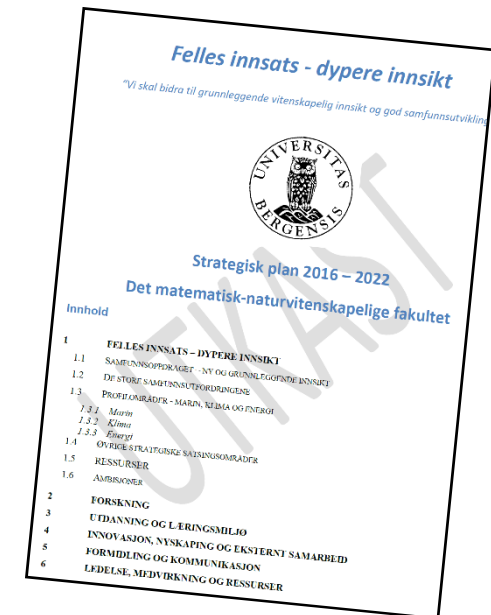 Felles innsats - dypere innsikt
"Vi skal bidra til grunnleggende vitenskapelig innsikt og god samfunnsutvikling
UNIVERSITAS
BERGENSIS
Strategisk plan 2016 – 2022
Det matematisk-naturvitenskapelige fakultet
UTKAST
Innhold
1 FELLES INNSATS – DYPERE INNSIKT
1.1 SAMFUNNSOPPDRAGET - NY OG GRUNNLEGGENDE INNSIKT
1.2 DE STORE SAMFUNNSUTFORDRINGENE
1.3 PROFILOMRÅDER - MARIN, KLIMA OG ENERGI
1.3.1 Marin
1.3.2 Klima
1.3.3 Energi
1.4 ØVRIGE STRATEGISKE SATSINGSOMRÅDER
1.5 RESSURSER
1.6 AMBISJONER
2 FORSKNING
3 UTDANNING OG LÆRINGSMILJØ
4 INNOVASJON, NYSKAPING OG EKSTERNT SAMARBEID
5 FORMIDLING OG KOMMUNIKASJON
6 LEDELSE, MEDVIRKNING OG RESSURSER